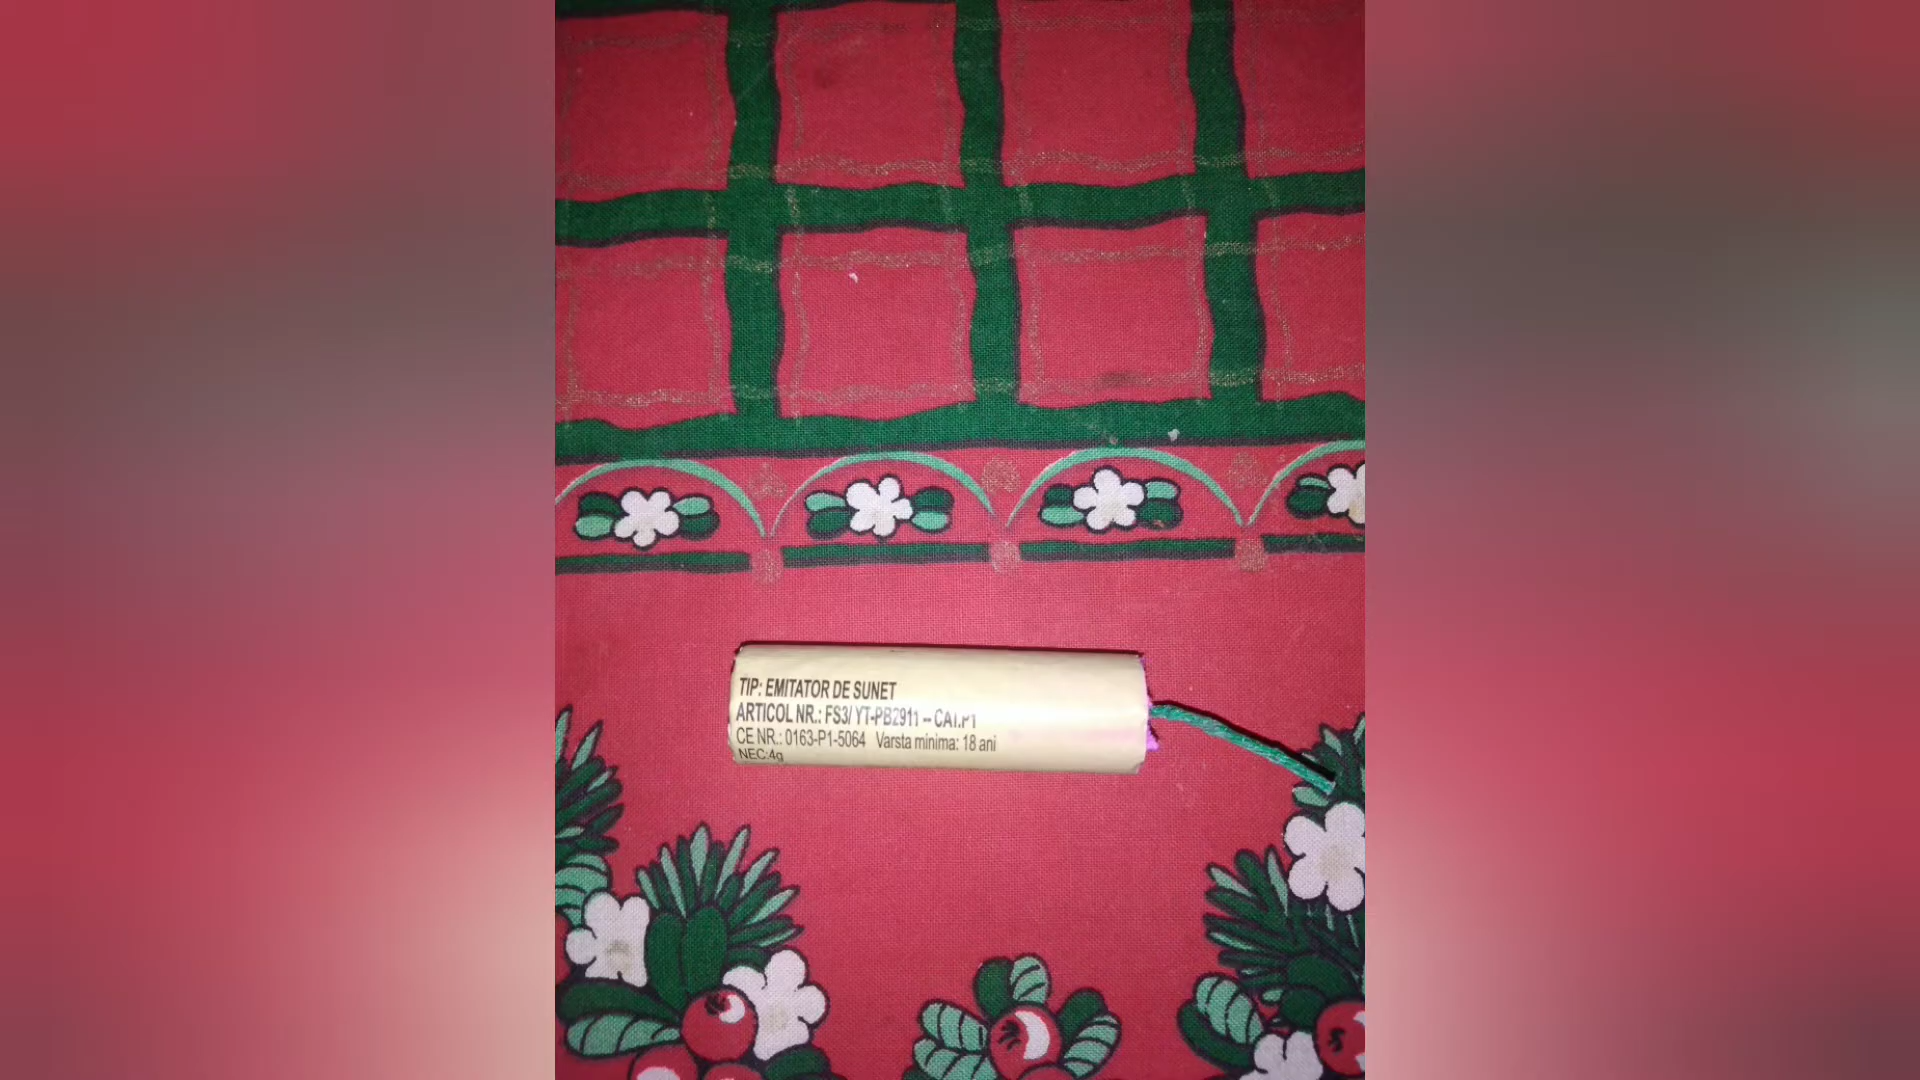 TIP: EMITATOR DE SUNET
ARTICOL NR.: FS3/ YT-PB2911 – CAT.P1
CE NR.: 0163-P1-5064 Varsta minima: 18 ani
NEC:4g